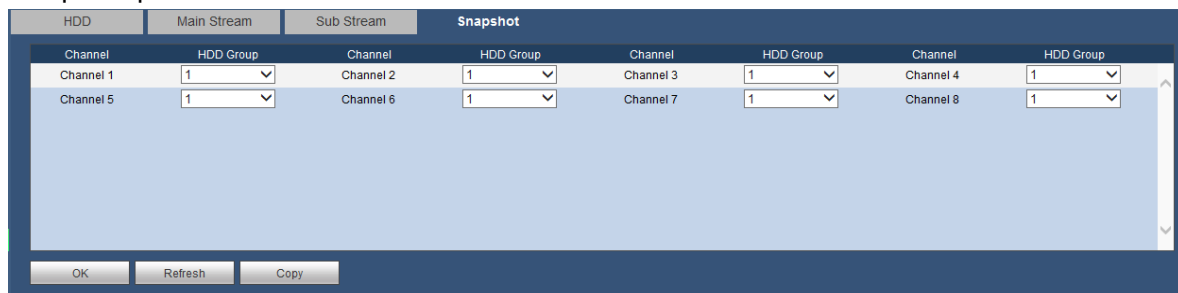 HDD Main Stream Sub Stream Snapshot
Channel HDD Group Channel HDD Group Channel HDD Group Channel HDD Group
Channel 1 1 Channel 2 1 Channel 3 1 Channel 4 1
Channel 5 1 Channel 6 1 Channel 7 1 Channel 8 1
OK Refresh Copy